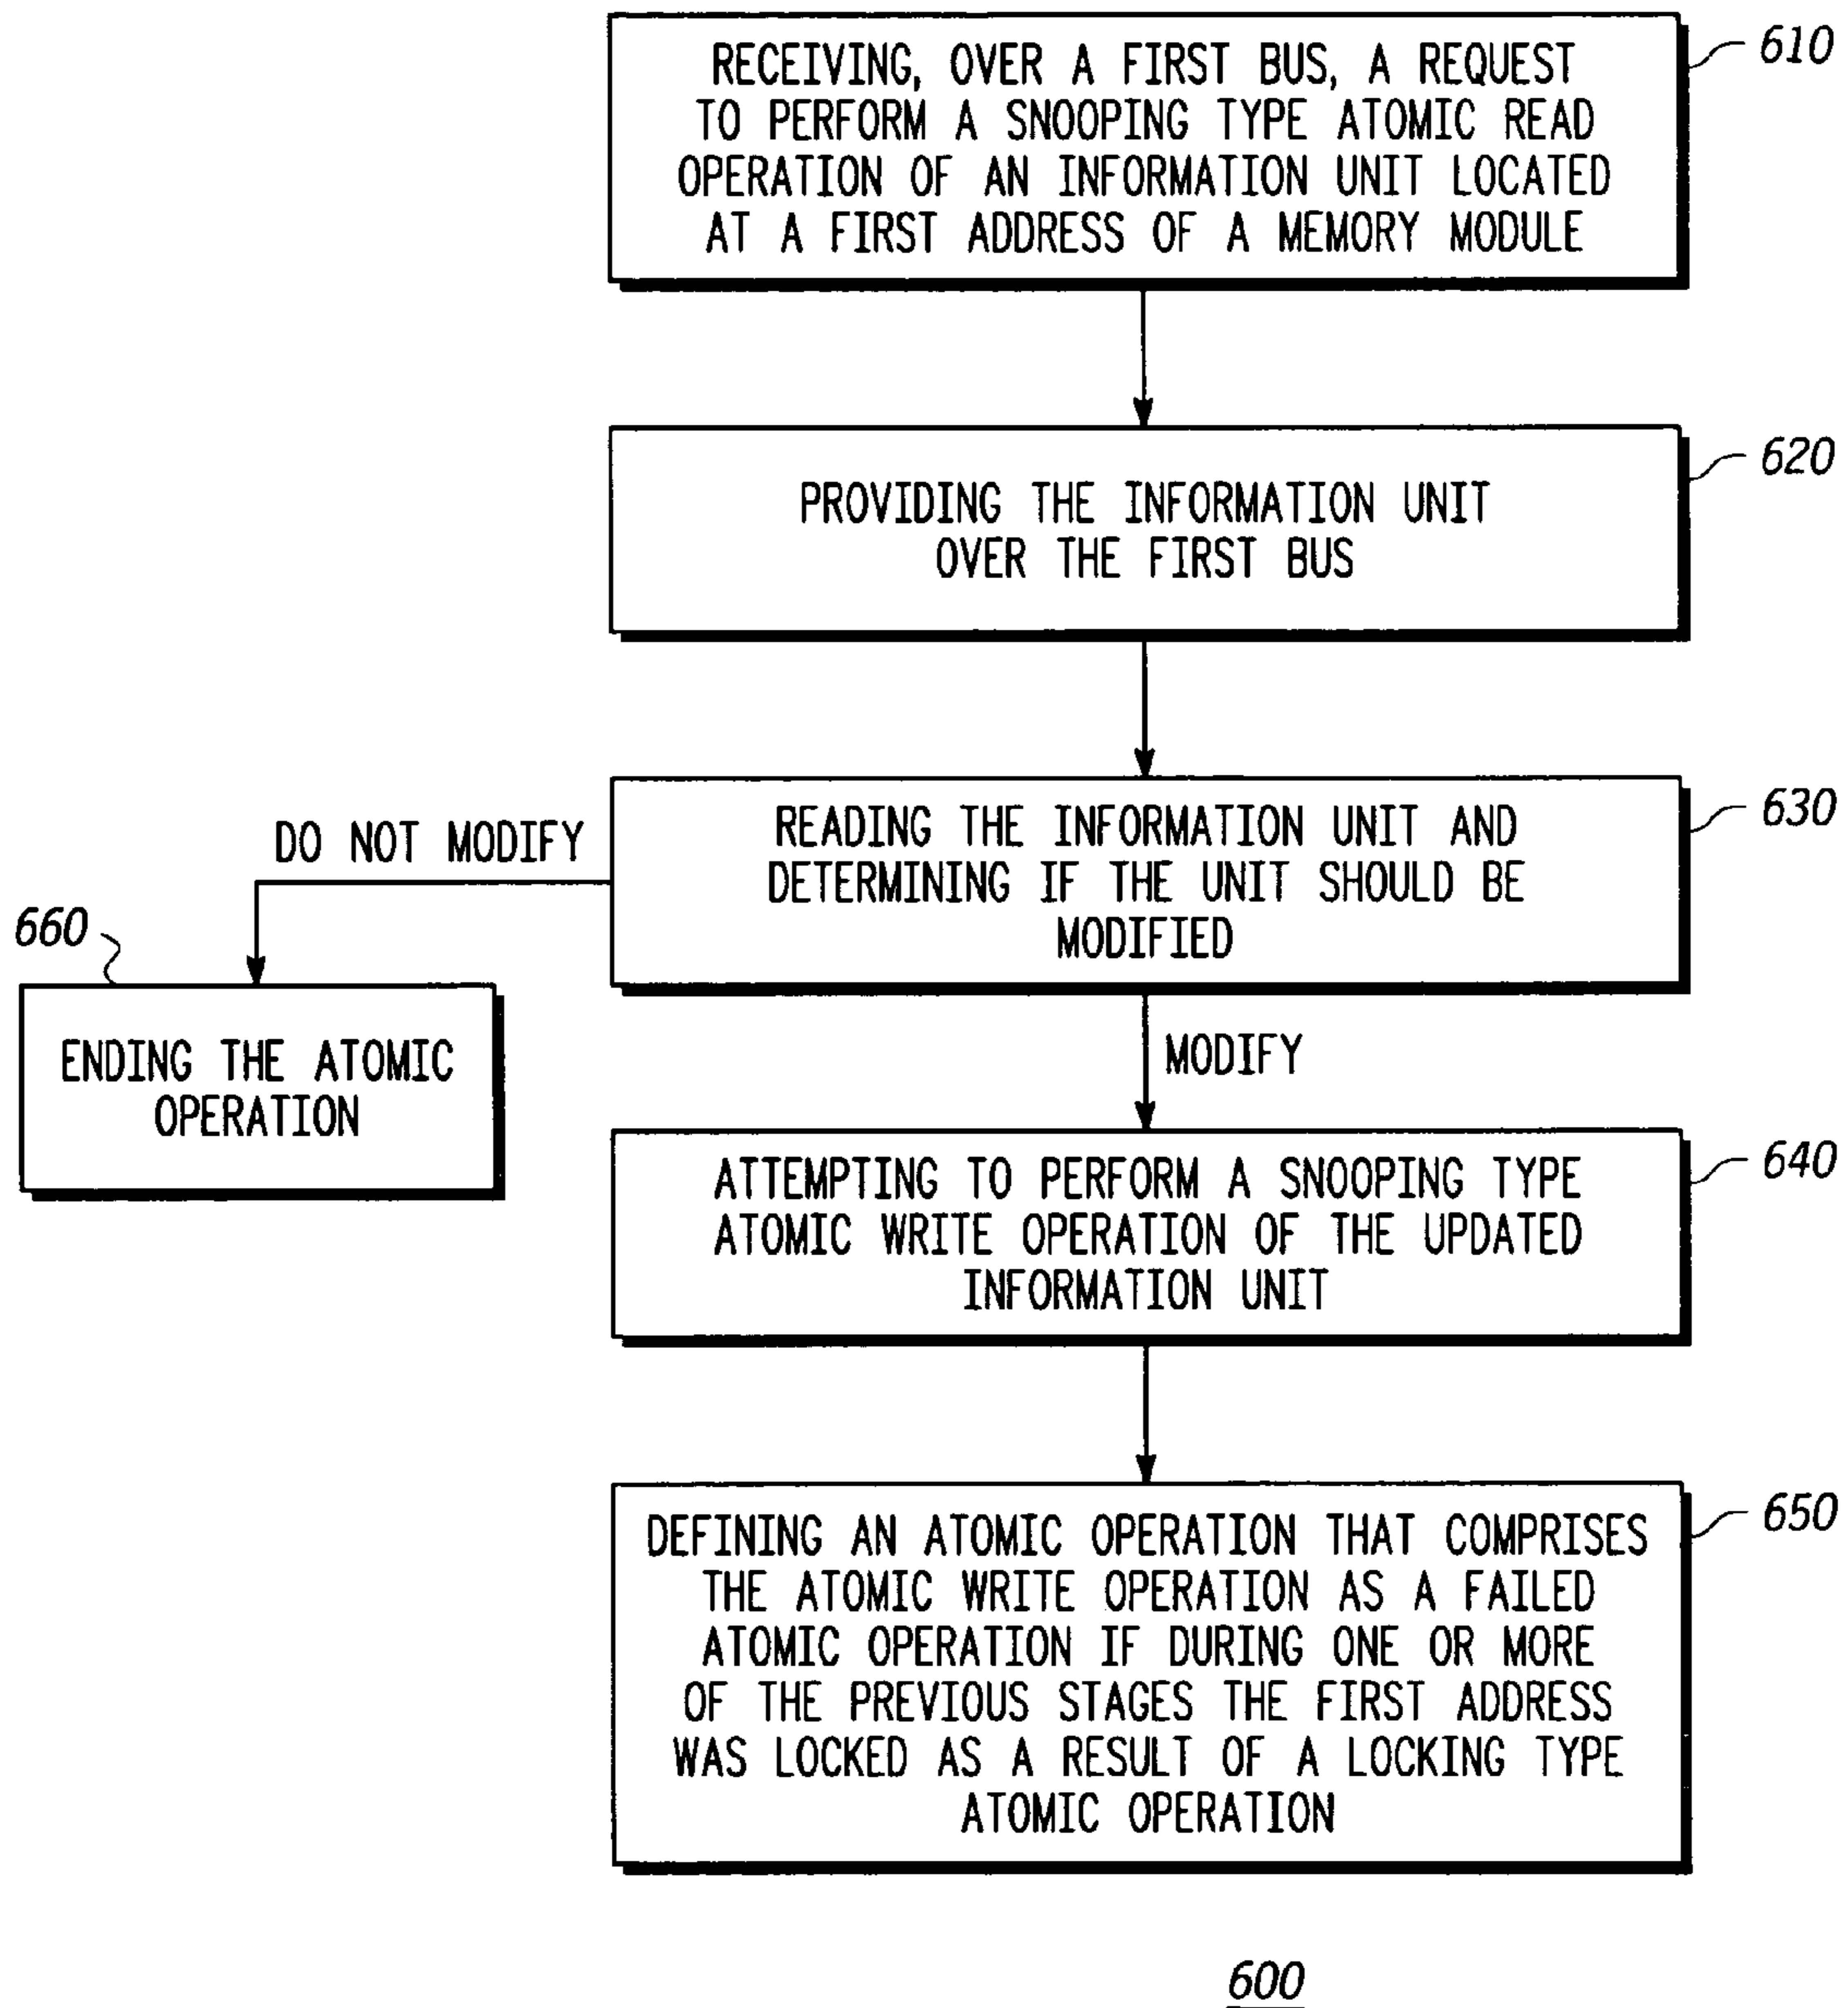 RECEIVING, OVER A FIRST BUS, A REQUEST
TO PERFORM A SNOOPING TYPE ATOMIC READ
OPERATION OF AN INFORMATION UNIT LOCATED
AT A FIRST ADDRESS OF A MEMORY MODULE
610
PROVIDING THE INFORMATION UNIT
OVER THE FIRST BUS
620
READING THE INFORMATION UNIT AND
DETERMINING IF THE UNIT SHOULD BE
MODIFIED
630
DO NOT MODIFY
660
ENDING THE ATOMIC
OPERATION
MODIFY
ATTEMPTING TO PERFORM A SNOOPING TYPE
ATOMIC WRITE OPERATION OF THE UPDATED
INFORMATION UNIT
640
DEFINING AN ATOMIC OPERATION THAT COMPRISES
THE ATOMIC WRITE OPERATION AS A FAILED
ATOMIC OPERATION IF DURING ONE OR MORE
OF THE PREVIOUS STAGES THE FIRST ADDRESS
WAS LOCKED AS A RESULT OF A LOCKING TYPE
ATOMIC OPERATION
650
600